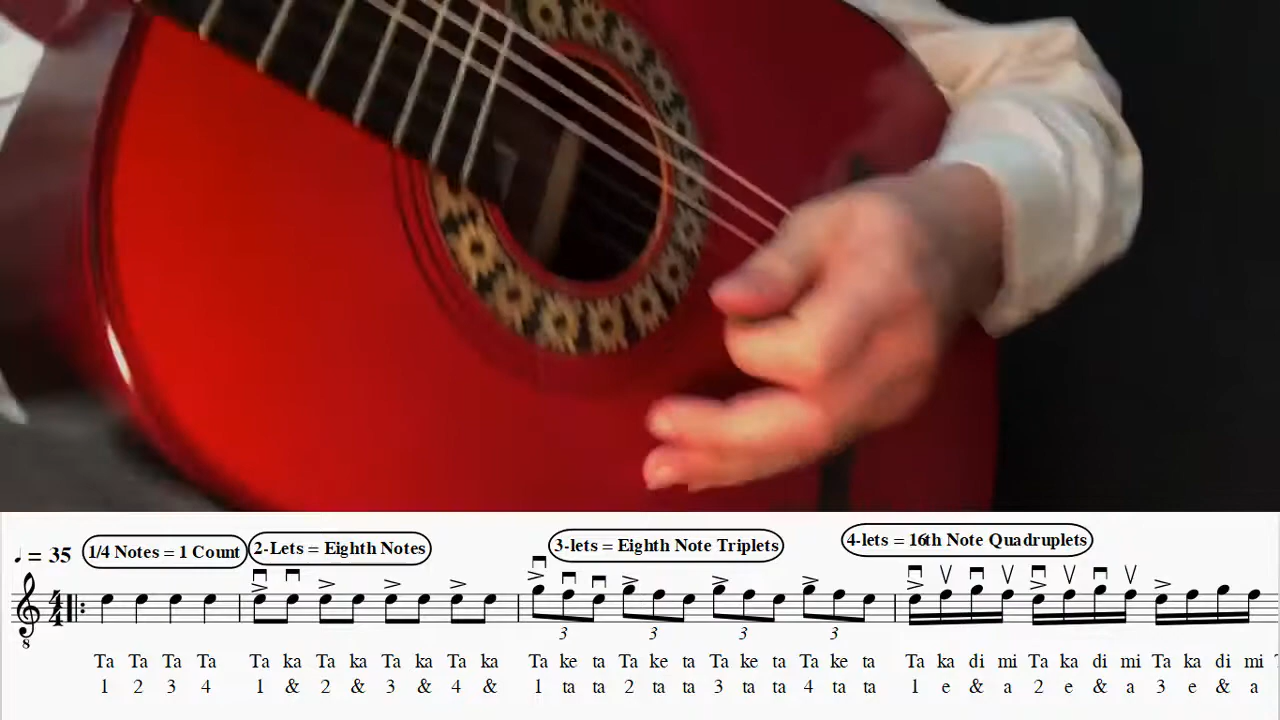 ♩ = 35 1/4 Notes = 1 Count 2-Lets = Eighth Notes 3-lets = Eighth Note Triplets 4-lets = 16th Note Quadruplets
4 4
3 3 3 3
8
Ta Ta Ta Ta Ta ka Ta ka Ta ka Ta ka Ta ke ta Ta ke ta Ta ke ta Ta ke ta Ta ka di mi Ta ka di mi Ta ka di mi
1 2 3 4 1 & 2 & 3 & 4 & 1 ta ta 2 ta ta 3 ta ta 4 ta ta 1 e & a 2 e & a 3 e & a